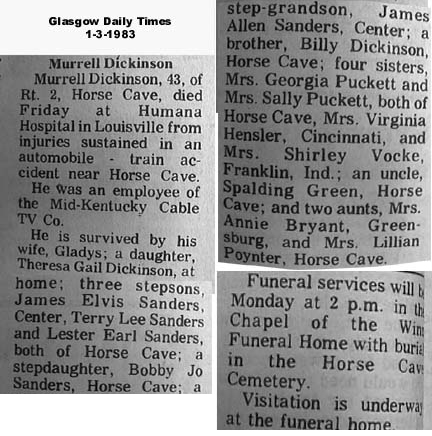 Glasgow Daily Times
1-3-1983
Murrell Dickinson
Murrell Dickinson, 43, of
Rt. 2, Horse Cave, died
Friday at Humana
Hospital in Louisville from
injuries sustained in an
automobile - train ac-
cident near Horse Cave.
He was an employee of
the Mid-Kentucky Cable
TV Co.
He is survived by his
wife, Gladys; a daughter,
Theresa Gail Dickinson, at
home; three stepsons,
James Elvis Sanders,
Center, Terry Lee Sanders
and Lester Earl Sanders,
both of Horse Cave; a
stepdaughter, Bobby Jo
Sanders, Horse Cave; a
step-grandson, James
Allen Sanders, Center; a
brother, Billy Dickinson,
Horse Cave; four sisters,
Mrs. Georgia Puckett and
Mrs. Sally Puckett, both of
Horse Cave, Mrs. Virginia
Hensler, Cincinnati, and
Mrs. Shirley Vocke,
Franklin, Ind.; an uncle,
Spalding Green, Horse
Cave; and two aunts, Mrs.
Annie Bryant, Green-
sburg, and Mrs. Lillian
Poynter, Horse Cave.
Funeral services will b
Monday at 2 p.m. in th
Chapel of the Win
Funeral Home with buria
in the Horse Cav
Cemetery.
Visitation is underway
at the funeral home.